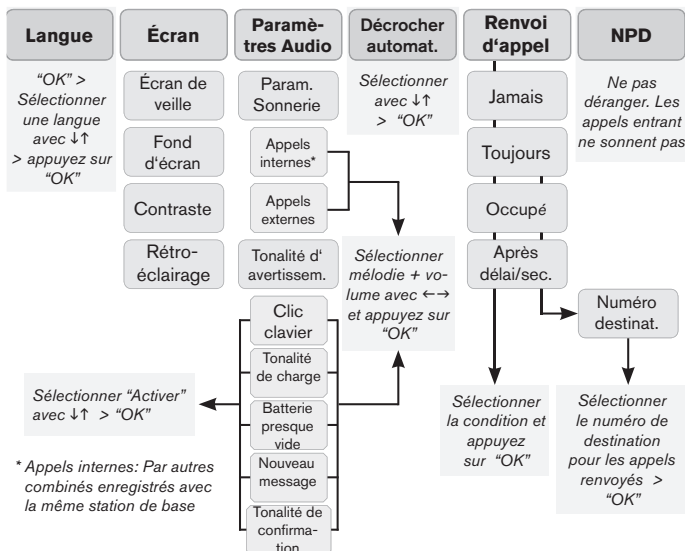 Langue
"OK" >
Sélectionner
une langue
avec ↓↑
> appuyez sur
"OK"
Écran
Écran de
veille
Fond
d'écran
Contraste
Rétro-
éclairage
Paramè-
tres Audio
Param.
Sonnerie
Appels
internes*
Appels
externes
Tonalité d'
avertissem.
Clic
clavier
Tonalité
de charge
Batterie
presque
vide
Nouveau
message
Tonalité de
confirma-
tion
Décrocher
automat.
Sélectionner
avec ↓↑
> "OK"
Sélectionner
mélodie + vo-
lume avec ←→
et appuyez sur
"OK"
Sélectionner "Activer"
avec ↓↑ > "OK"
* Appels internes: Par autres
combinés enregistrés avec
la même station de base
Renvoi
d'appel
Jamais
Toujours
Occupé
Après
délai/sec.
Sélectionner
la condition et
appuyez
sur "OK"
NPD
Ne pas
déranger. Les
appels entrant
ne sonnent pas
Numéro
destinat.
Sélectionner
le numéro de
destination
pour les appels
renvoyés >
"OK"